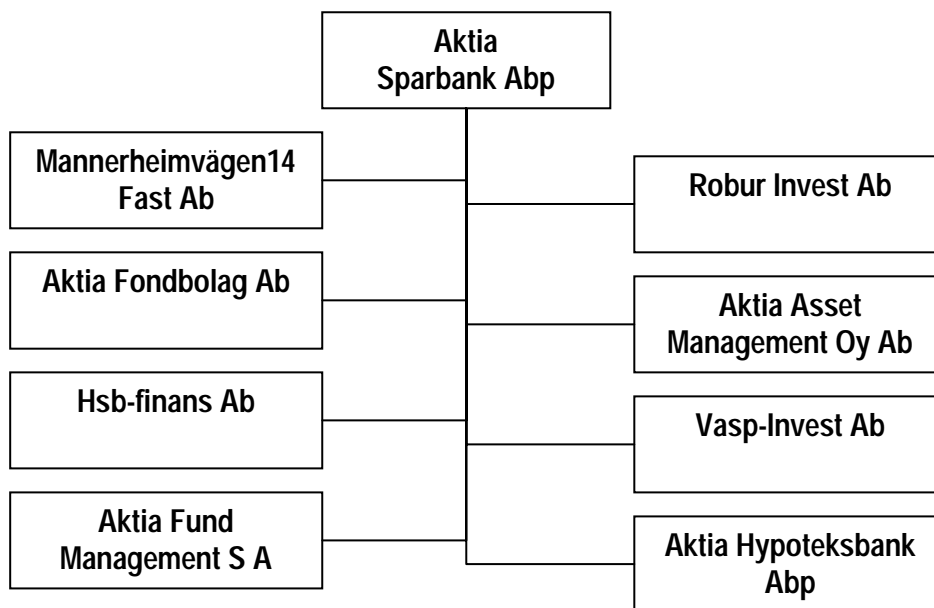 Aktia
Sparbank Abp
Mannerheimvägen14
Fast Ab
Robur Invest Ab
Aktia Fondbolag Ab
Aktia Asset
Management Oy Ab
Hsb-finans Ab
Vasp-Invest Ab
Aktia Fund
Management S A
Aktia Hypoteksbank
Abp